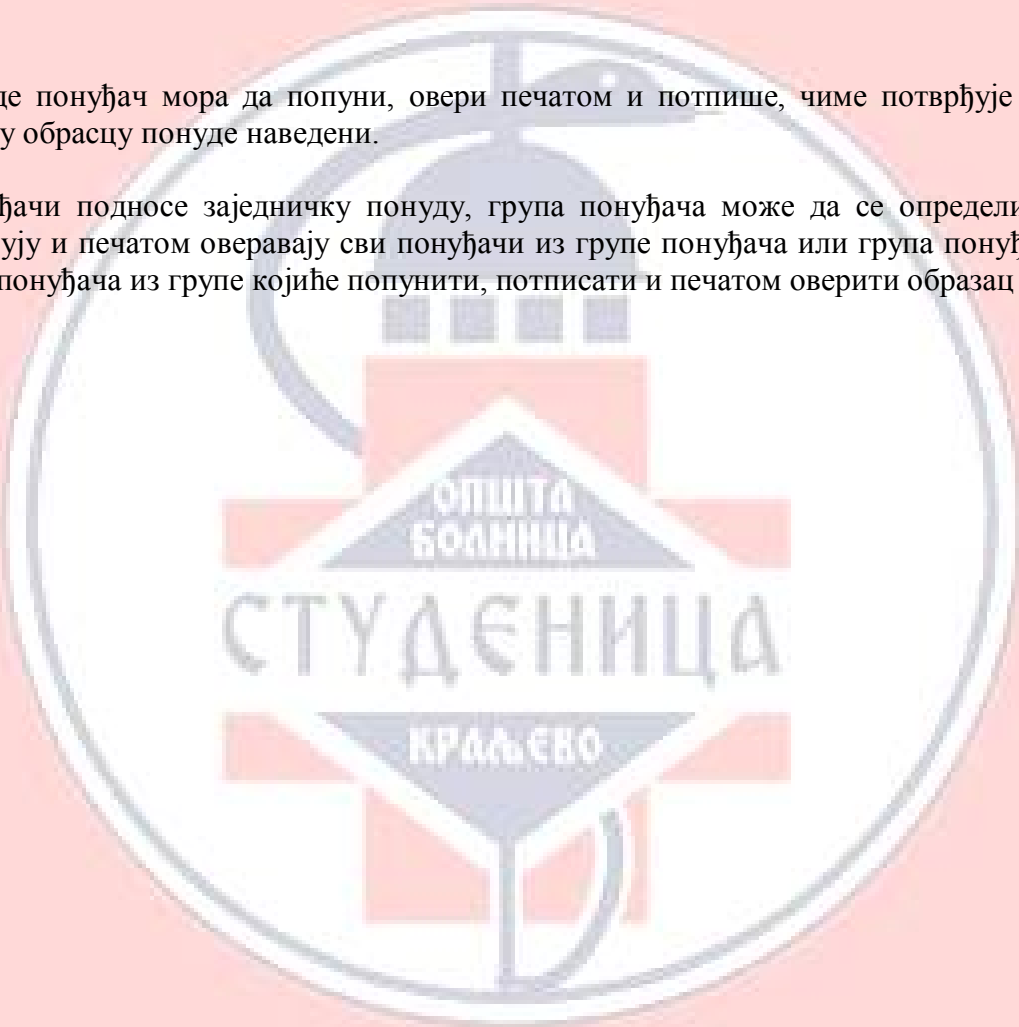 де понуђач мора да попуни, овери печатом и потпише, чиме потврђује
у обрасцу понуде наведени.
ђачи подносе заједничку понуду, група понуђача може да се определи
ују и печатом оверавају сви понуђачи из групе понуђача или група понуђ
понуђача из групе којиће попунити, потписати и печатом оверити образац
ОПШТА
БОЛНИЦА
СТУДЕНИЦА
КРАЉЕВО